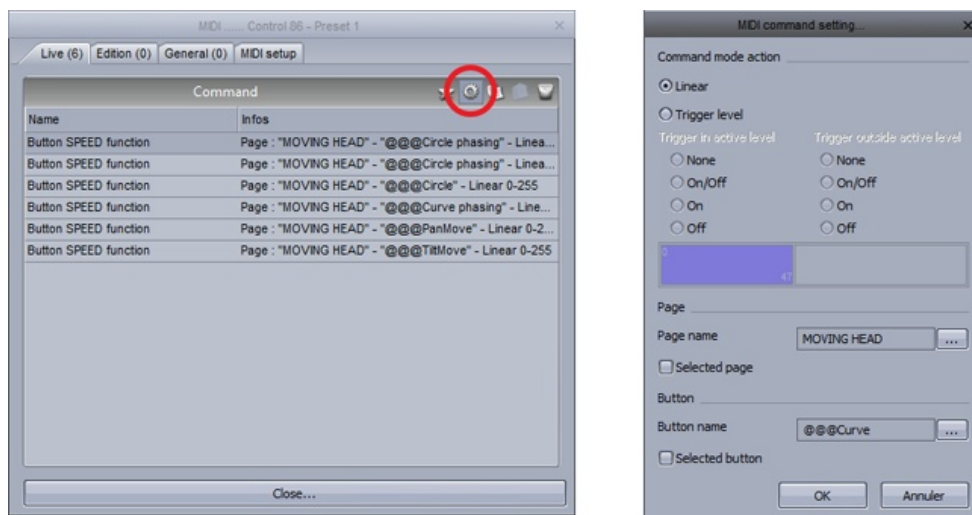 MIDI ...... Control 86 - Preset 1
Live (6) Edition (0) General (0) MIDI setup
Command
Name Infos
Button SPEED function Page : "MOVING HEAD" - "@@@Circle phasing" - Linea...
Button SPEED function Page : "MOVING HEAD" - "@@@Circle phasing" - Linea...
Button SPEED function Page : "MOVING HEAD" - "@@@Circle" - Linear 0-255
Button SPEED function Page : "MOVING HEAD" - "@@@Curve phasing" - Line...
Button SPEED function Page : "MOVING HEAD" - "@@@PanMove" - Linear 0-2...
Button SPEED function Page : "MOVING HEAD" - "@@@TiltMove" - Linear 0-255
Close...
MIDI command setting...
Command mode action
Linear
Trigger level
Trigger in active level Trigger outside active level
None None
On/Off On/Off
On On
Off Off
0
47
Page
Page name MOVING HEAD ...
Selected page
Button
Button name @@@Curve ...
Selected button
OK Annuler